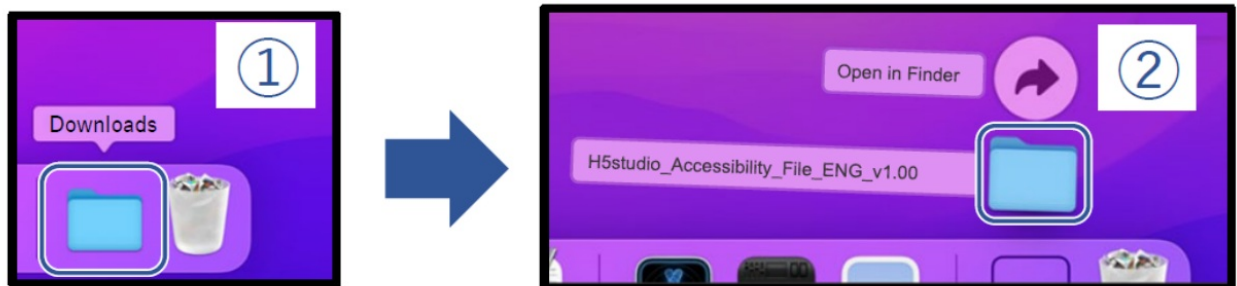 ①
Downloads
②
Open in Finder
H5studio_Accessibility_File_ENG_v1.00